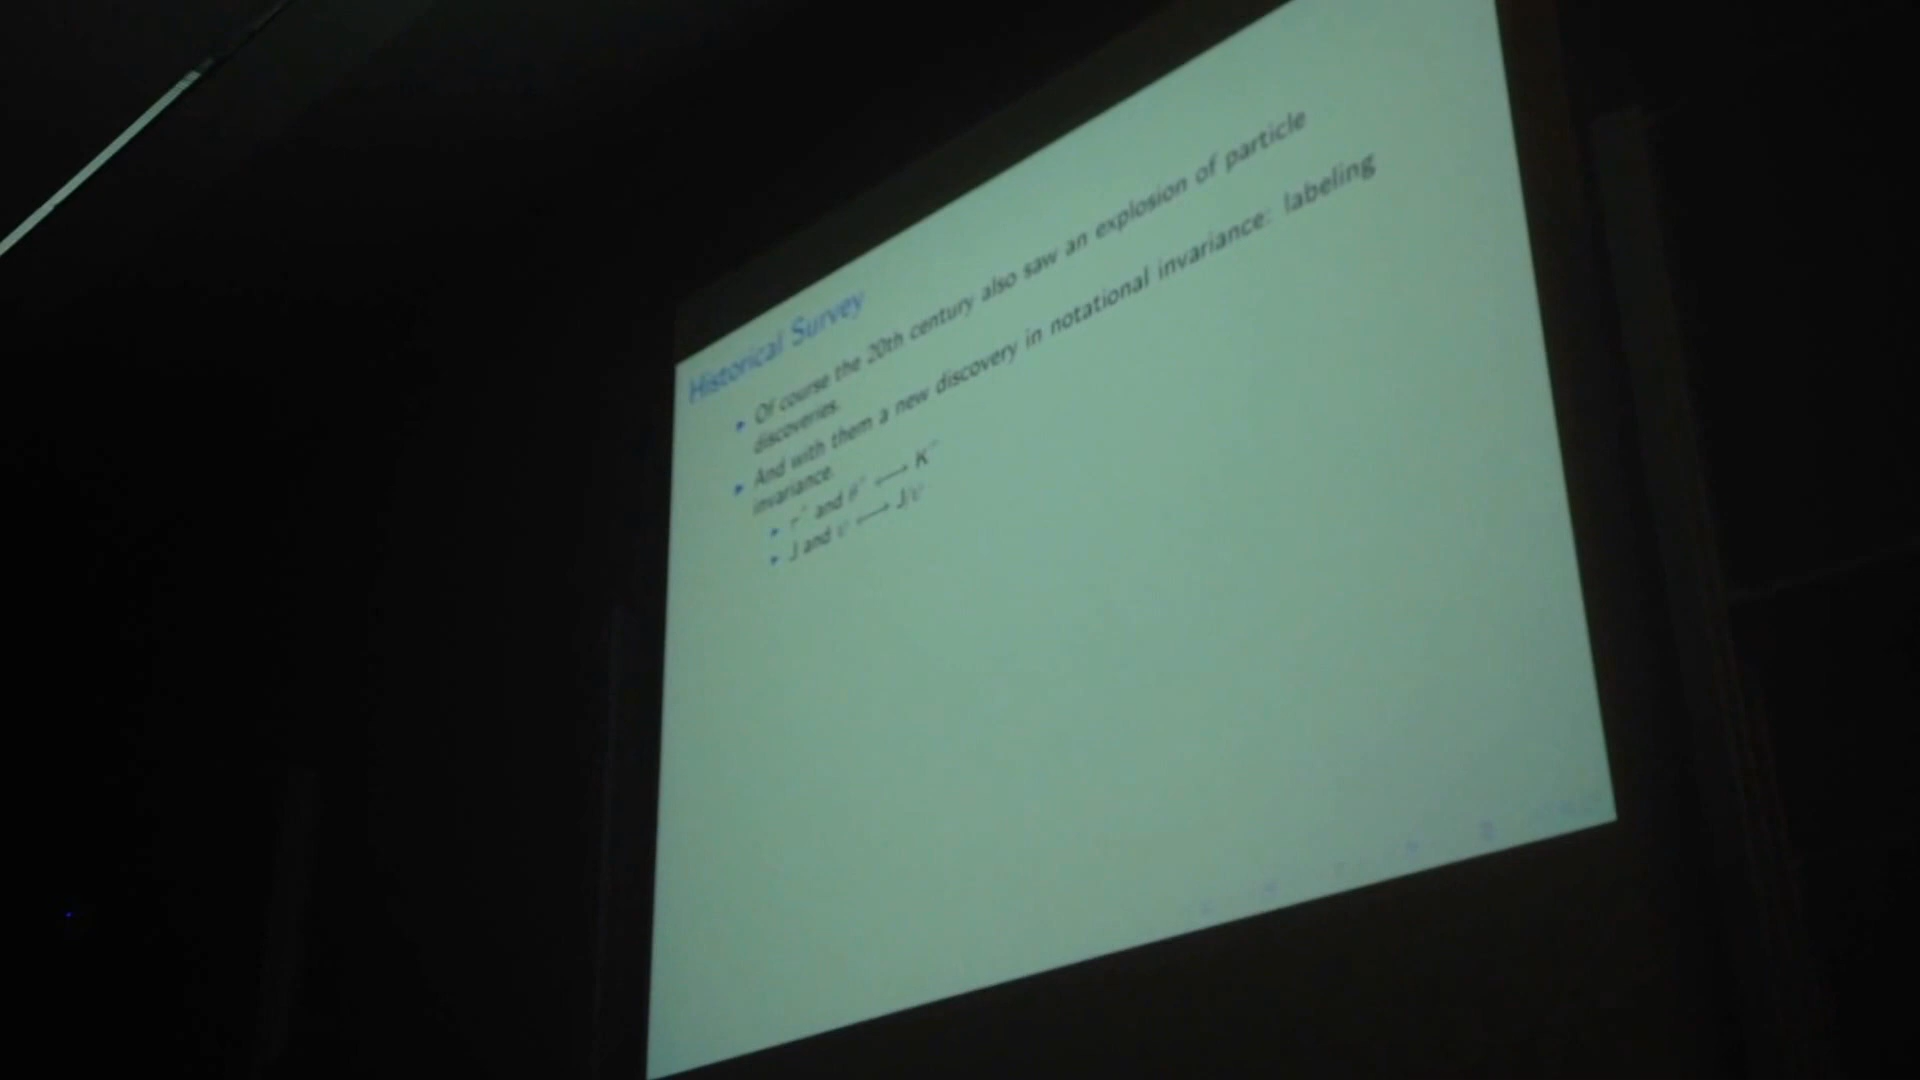 Historical Survey
Of course the 20th century also saw an explosion of particle
discoveries.
And with them a new discovery in notational invariance: labeling
invariance.
and ⟷ K
J and ψ ⟷ J/ψ